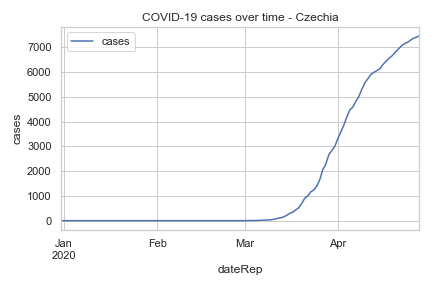 COVID-19 cases over time - Czechia
cases
7000
6000
5000
4000
3000
2000
1000
0
cases
Jan Feb Mar Apr
2020
dateRep